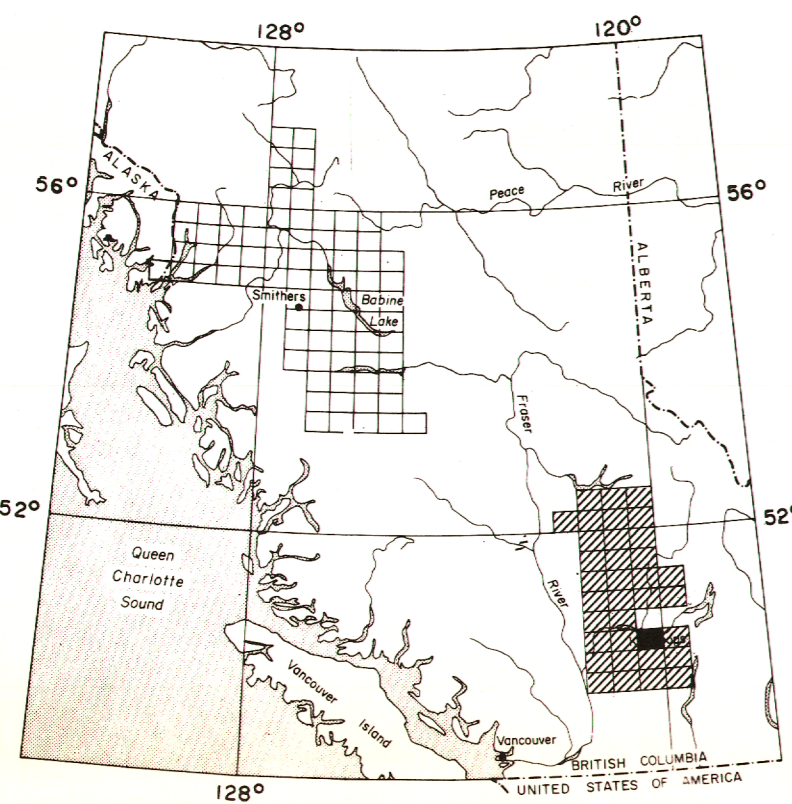 128°
120°
ALASKA
56°
Peace
River
56°
ALBERTA
Smithers
Babine
Lake
Fraser
52°
52°
Queen
Charlotte
Sound
River
Vancouver
Island
Vancouver
BRITISH COLUMBIA
UNITED STATES OF AMERICA
128°